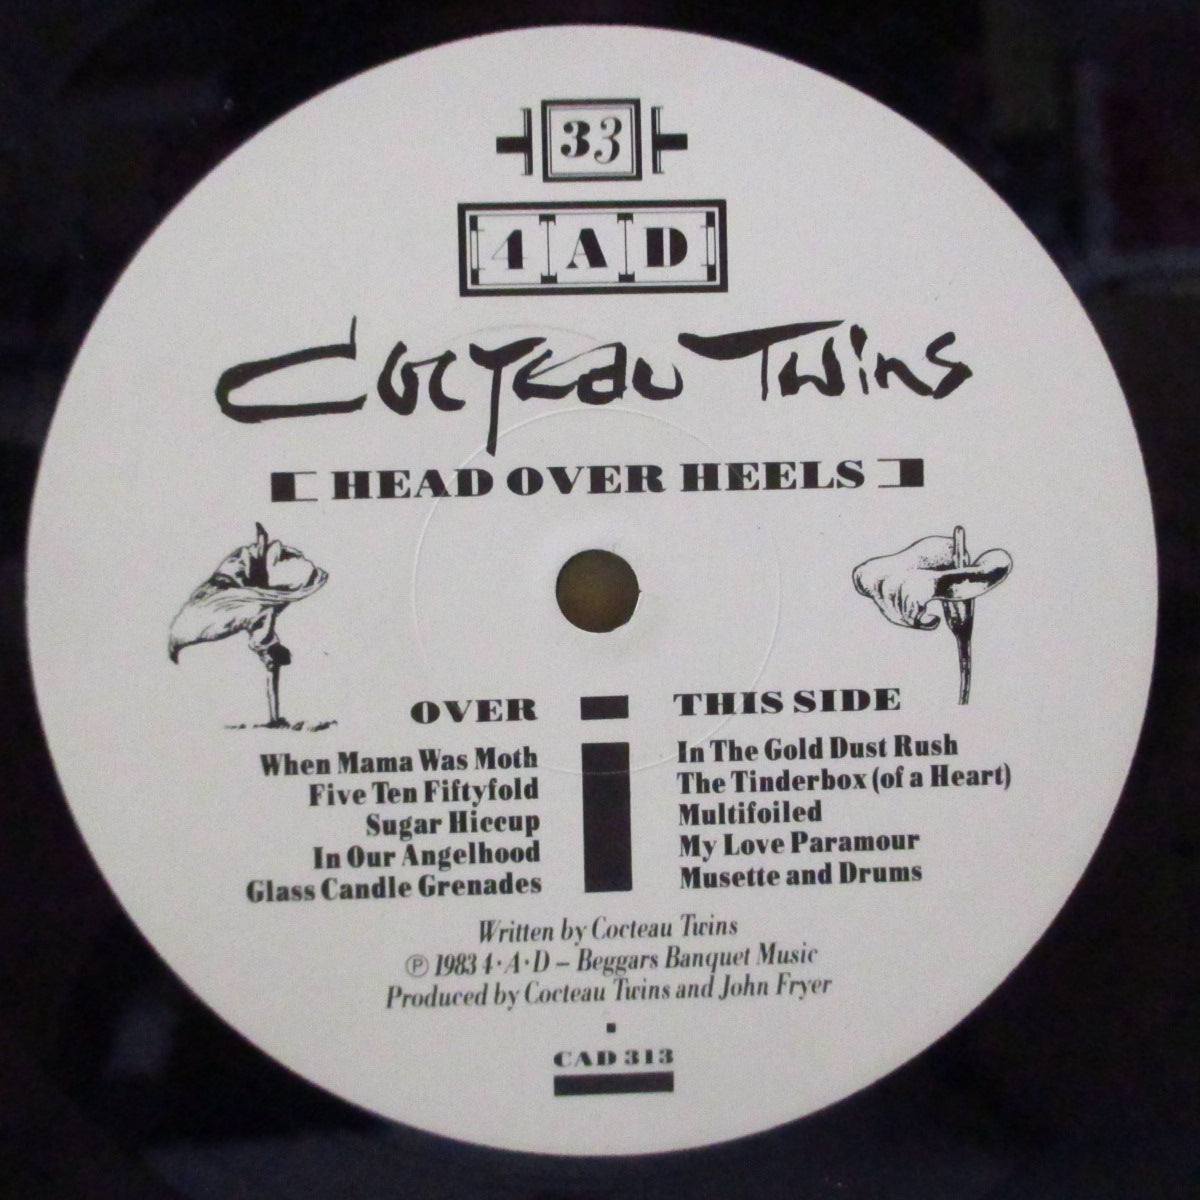 33
4AD
Cocteau Twins
HEAD OVER HEELS
OVER
When Mama Was Moth
Five Ten Fiftyfold
Sugar Hiccup
In Our Angelhood
Glass Candle Grenades
THIS SIDE
In The Gold Dust Rush
The Tinderbox (of a Heart)
Multifoiled
My Love Paramour
Musette and Drums
Written by Cocteau Twins
℗ 1983 4·A·D – Beggars Banquet Music
Produced by Cocteau Twins and John Fryer
CAD 313